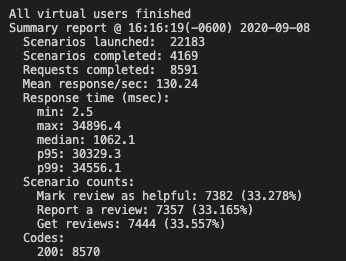 All virtual users finished
Summary report @ 16:16:19(-0600) 2020-09-08
Scenarios launched: 22183
Scenarios completed: 4169
Requests completed: 8591
Mean response/sec: 130.24
Response time (msec):
min: 2.5
max: 34896.4
median: 1062.1
p95: 30329.3
p99: 34556.1
Scenario counts:
Mark review as helpful: 7382 (33.278%)
Report a review: 7357 (33.165%)
Get reviews: 7444 (33.557%)
Codes:
200: 8570